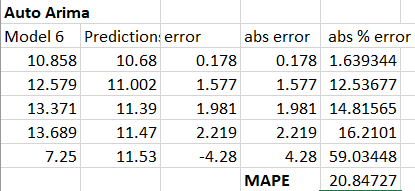 Auto Arima
Model 6 Prediction: error abs error abs % error
10.858 10.68 0.178 0.178 1.639344
12.579 11.002 1.577 1.577 12.53677
13.371 11.39 1.981 1.981 14.81565
13.689 11.47 2.219 2.219 16.2101
7.25 11.53 -4.28 4.28 59.03448
MAPE 20.84727